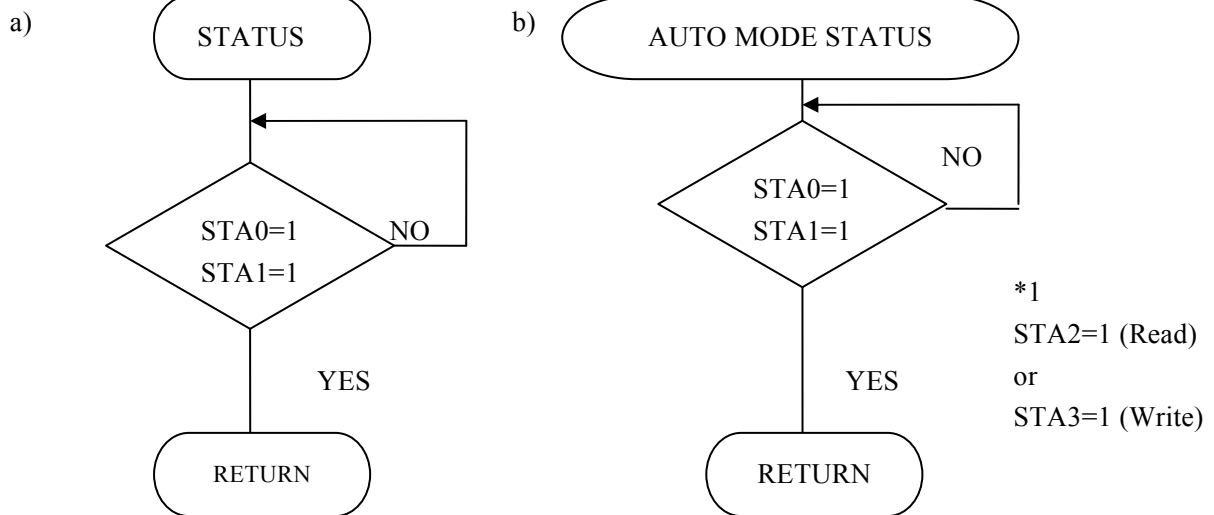 a)
STATUS
NO
STA0=1
STA1=1
YES
RETURN
b)
AUTO MODE STATUS
NO
STA0=1
STA1=1
YES
RETURN
*1
STA2=1 (Read)
or
STA3=1 (Write)